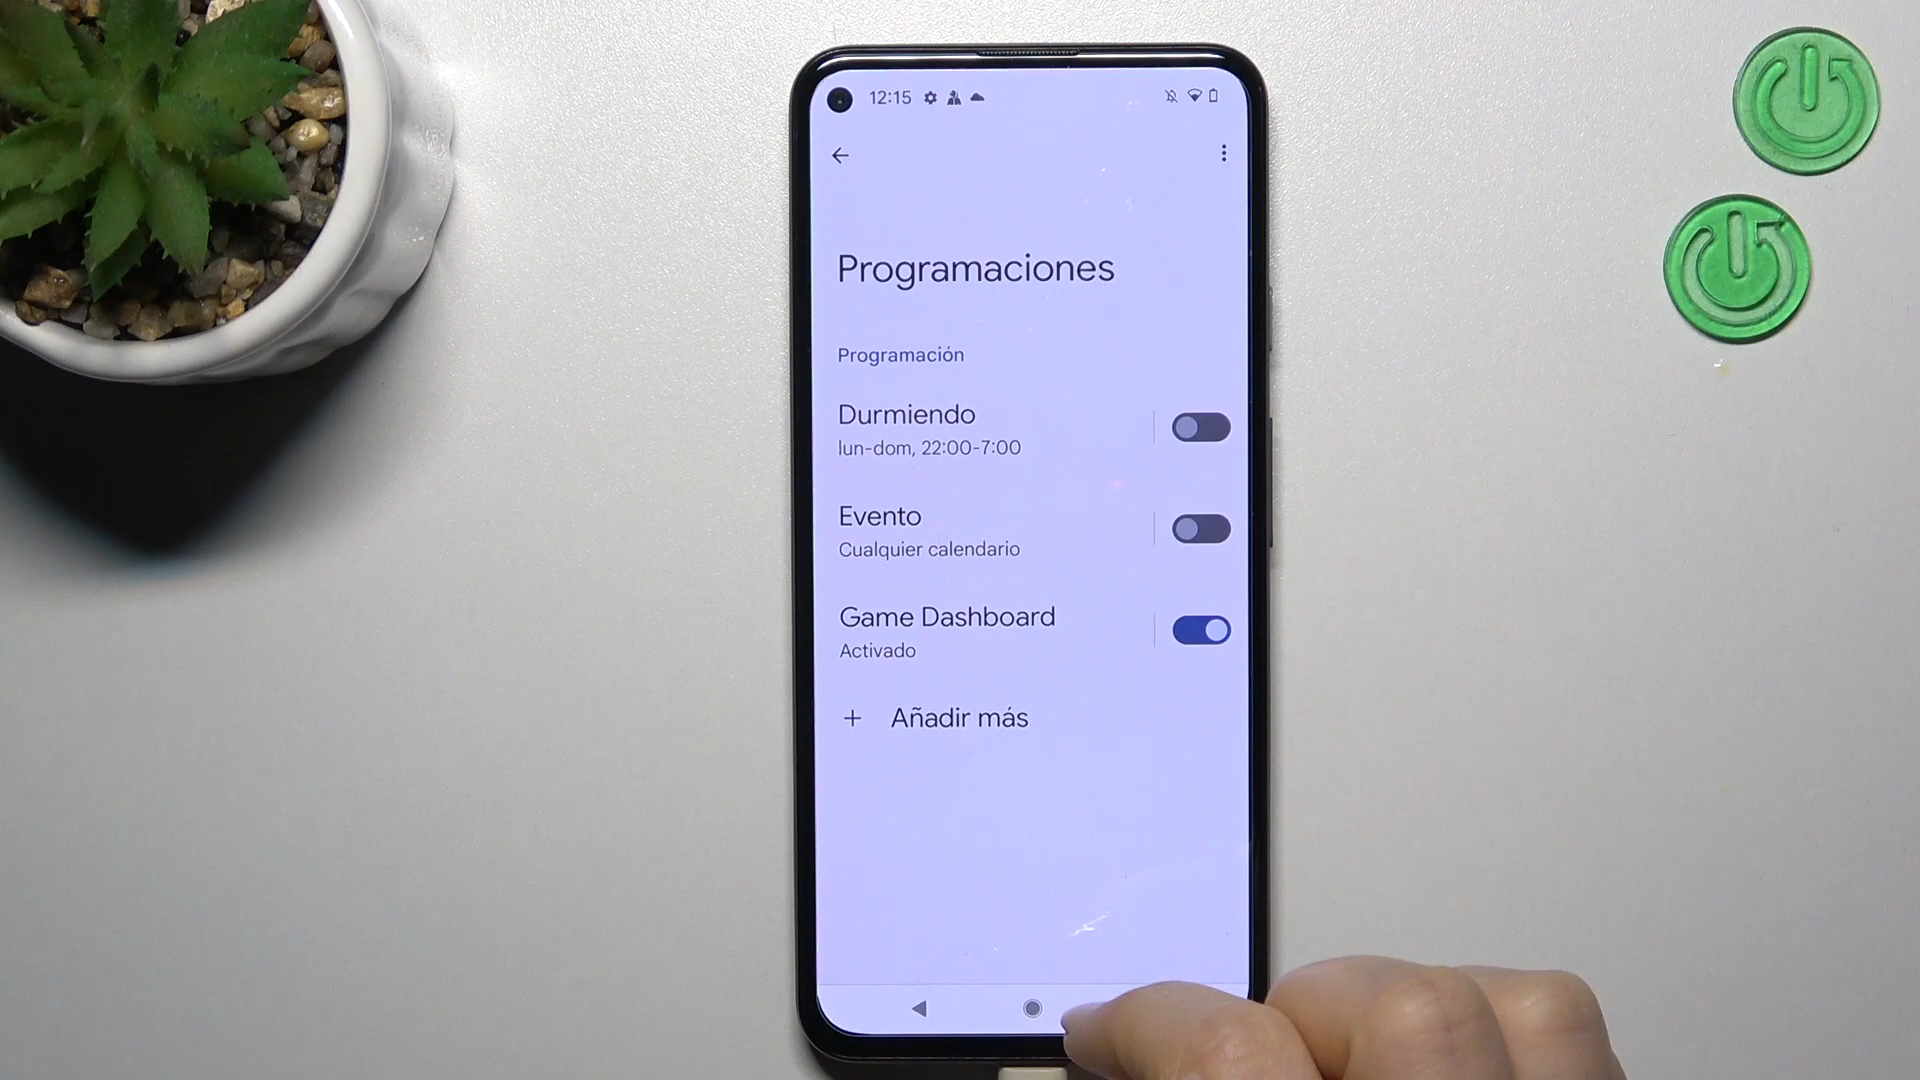 12:15
Programaciones
Programación
Durmiendo
lun-dom, 22:00-7:00
Evento
Cualquier calendario
Game Dashboard
Activado
+ Añadir más